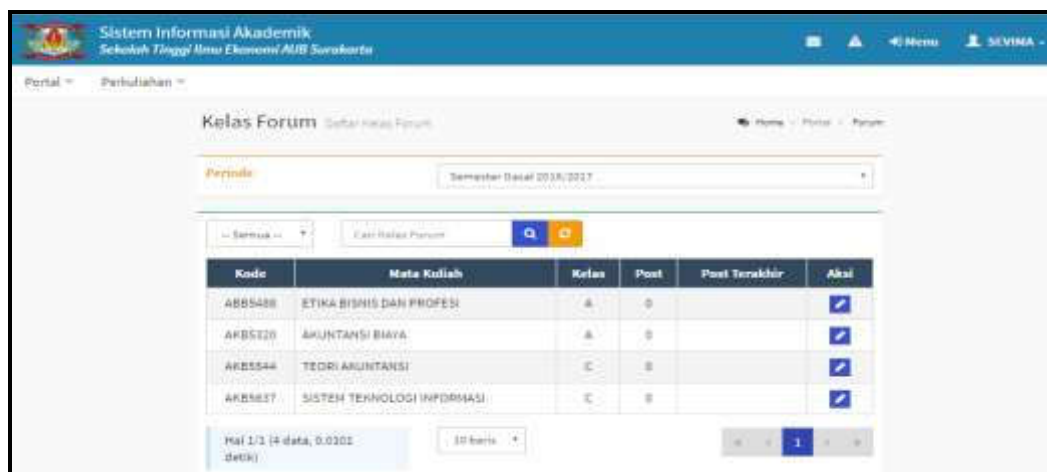 Sistem Informasi Akademik
Sekolah Tinggi Ilmu Ekonomi AUB Surakarta
Menu SEVIMA
Portal Perkuliahan
Kelas Forum Daftar Kelas Forum
Home Portal Forum
Periode Semester Gasal 2016/2017
-- Semua -- Cari Kelas Forum
Kode Mata Kuliah Kelas Post Post Terakhir Aksi
ETIKA BISNIS DAN PROFESI A 0
AKUNTANSI BIAYA A 0
TEORI AKUNTANSI C 0
SISTEM TEKNOLOGI INFORMASI C 0
Hal 1/1 (4 data, detik) 10 baris 1